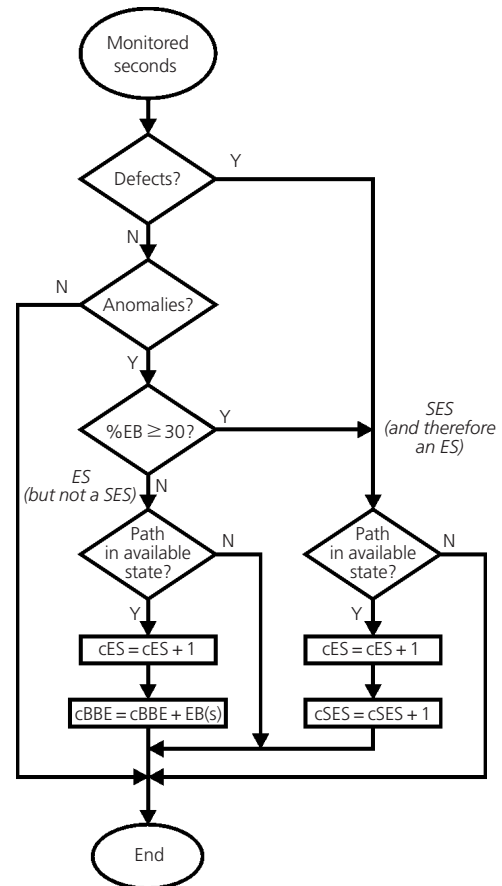 Monitored
seconds
Defects?
Y
N
Anomalies?
N
Y
%EB ≥ 30?
Y
SES
(and therefore
an ES)
ES
(but not a SES)
N
Path
in available
state?
N
Path
in available
state?
N
Y
Y
cES = cES + 1
cES = cES + 1
cBBE = cBBE + EB(s)
cSES = cSES + 1
End